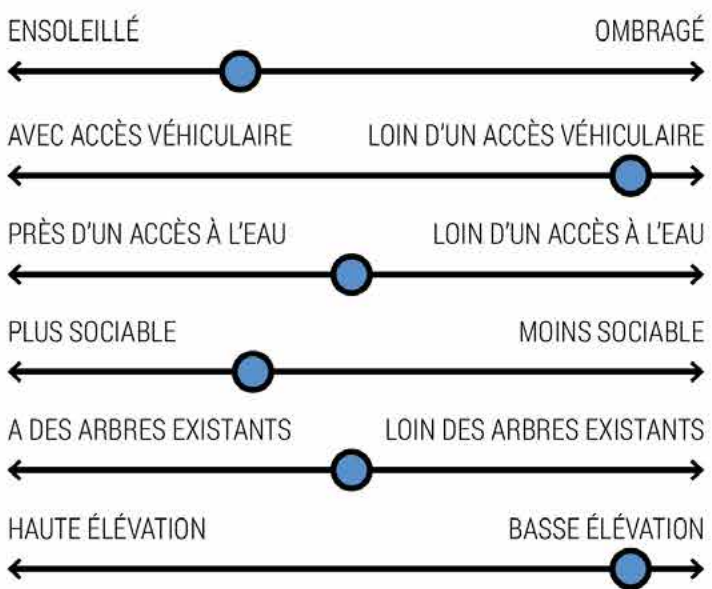 ENSOLEILLÉ OMBRAGÉ
AVEC ACCÈS VÉHICULAIRE LOIN D'UN ACCÈS VÉHICULAIRE
PRÈS D'UN ACCÈS À L'EAU LOIN D'UN ACCÈS À L'EAU
PLUS SOCIABLE MOINS SOCIABLE
A DES ARBRES EXISTANTS LOIN DES ARBRES EXISTANTS
HAUTE ÉLÉVATION BASSE ÉLÉVATION